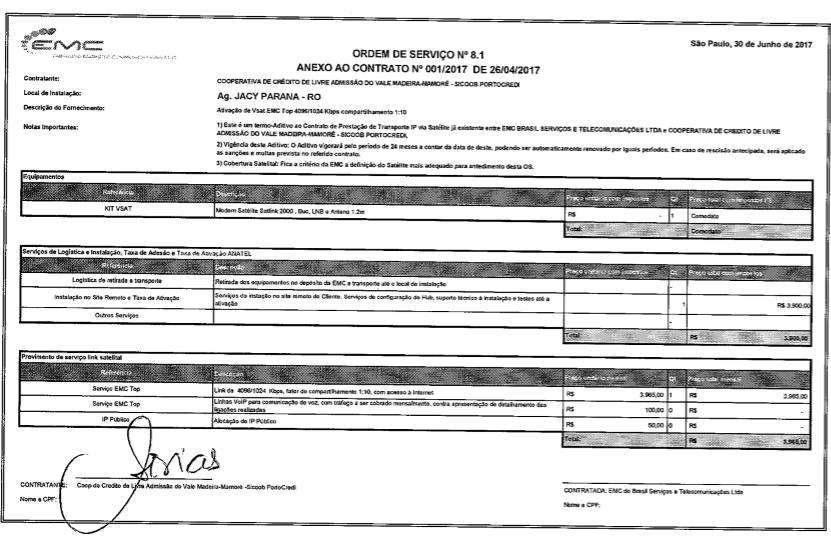 EMC
São Paulo, 30 de Junho de 2017
ORDEM DE SERVIÇO Nº 8.1
ANEXO AO CONTRATO Nº 001/2017 DE 26/04/2017
Contratante: COOPERATIVA DE CRÉDITO DE LIVRE ADMISSÃO DO VALE MADEIRA-MAMORÉ - SICOOB PORTOCREDI
Local de Instalação: Ag. JACY PARANA - RO
Descrição do Fornecimento: Ativação de Vsat EMC Top 4096/1024 Kbps compartilhamento 1:10
Notas Importantes: 1) Este é um termo-Aditivo ao Contrato de Prestação de Transporte IP via Satélite já existente entre EMC BRASIL SERVIÇOS E TELECOMUNICAÇÕES LTDA e COOPERATIVA DE CREDITO DE LIVRE
ADMISSÃO DO VALE MADEIRA-MAMORÉ - SICOOB PORTOCREDI.
2) Vigência deste Aditivo: O Aditivo vigorará pelo período de 24 meses a contar da data de deste, podendo ser automaticamente renovado por iguais períodos. Em caso de rescisão antecipada, será aplicado
as sanções e multas prevista no referido contrato.
3) Cobertura Satelital: Fica a critério da EMC a definição do Satélite mais adequado para antedimento desta OS.
Equipamentos
Referência Descrição Preço unitário com impostos Qt Preço total com impostos
KIT VSAT Modem Satélite Satlink 2000 , Buc, LNB e Antena 1.2m R$ - 1 Comodato
Total: Comodato
Serviços de Logística e Instalação, Taxa de Adesão e Taxa de Ativação ANATEL
Referência Descrição Preço unitário com impostos Qt Preço total com impostos
Logística de retirada e transporte Retirada dos equipamentos no depósito da EMC e transporte até o local de instalação -
Instalação no Site Remoto e Taxa de Ativação Serviços de instação no site remoto do Cliente. Serviços de configuração de Hub, suporte técnico à instalação e testes até a
ativação 1 R$ 3.900,00
Outros Serviços -
Total: R$ 3.900,00
Provimento de serviço link satelital
Referência Descrição Preço unitário mensal Qt Preço total mensal
Serviço EMC Top Link de 4096/1024 Kbps, fator de compartilhamento 1:10, com acesso à Internet R$ 3.965,00 1 R$ 3.965,00
Serviço EMC Top Linhas VoIP para comunicação de voz, com tráfego a ser cobrado mensalmente, contra apresentação de detalhamento das
ligações realizadas R$ 100,00 0 R$ -
IP Público Alocação de IP Público R$ 50,00 0 R$ -
Total: R$ 3.965,00
CONTRATANTE: Coop de Credito de Livre Admissão do Vale Madeira-Mamoré -Sicoob PortoCredi
Nome e CPF:
CONTRATADA: EMC do Brasil Serviços e Telecomunicações Ltda
Nome e CPF: